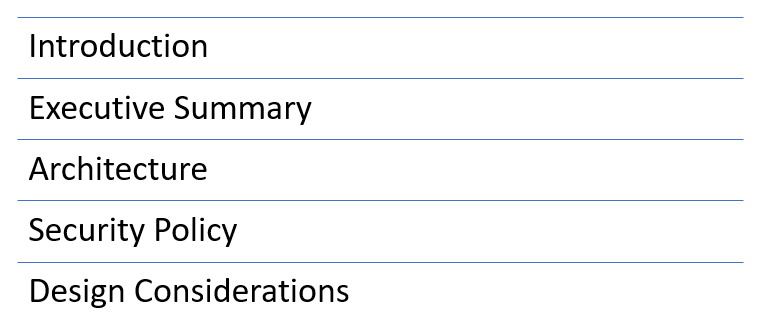 Introduction
Executive Summary
Architecture
Security Policy
Design Considerations